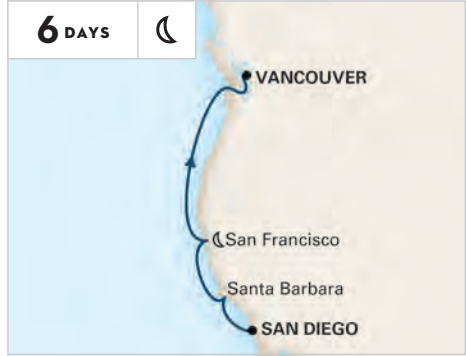 6 DAYS
VANCOUVER
San Francisco
Santa Barbara
SAN DIEGO